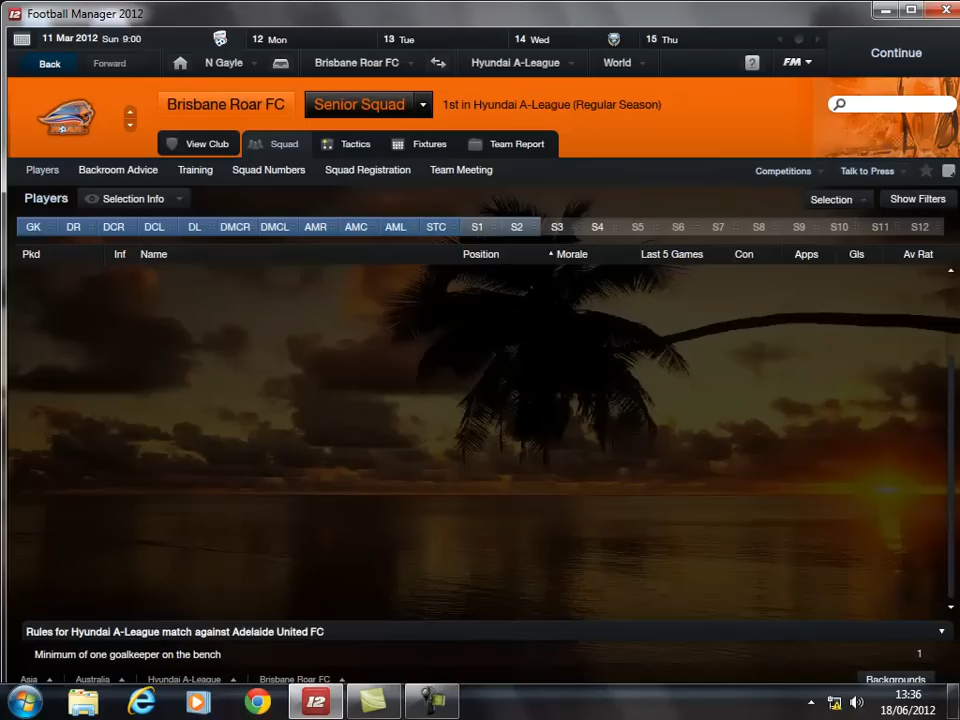 Football Manager 2012
11 Mar 2012 Sun 9:00 12 Mon 13 Tue 14 Wed 15 Thu
Continue
Back Forward N Gayle Brisbane Roar FC Hyundai A-League World ? FM
Brisbane Roar FC Senior Squad 1st in Hyundai A-League (Regular Season)
View Club Squad Tactics Fixtures Team Report
Players Backroom Advice Training Squad Numbers Squad Registration Team Meeting Competitions Talk to Press
Players Selection Info Selection Show Filters
GK DR DCR DCL DL DMCR DMCL AMR AMC AML STC S1 S2 S3 S4 S5 S6 S7 S8 S9 S10 S11 S12
Pkd Inf Name Position Morale Last 5 Games Con Apps Gls Av Rat
Rules for Hyundai A-League match against Adelaide United FC
Minimum of one goalkeeper on the bench 1
Asia Australia Hyundai A-League Brisbane Roar FC Backgrounds
12
13:36
18/06/2012